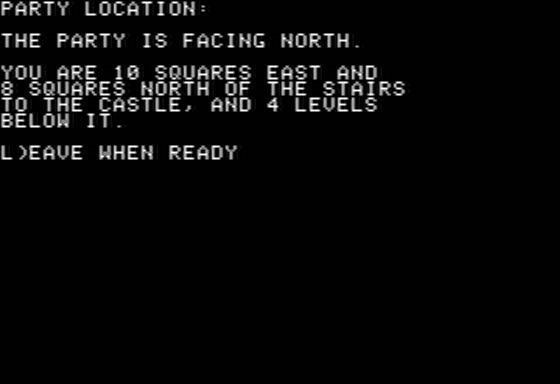 PARTY LOCATION:
THE PARTY IS FACING NORTH.
YOU ARE 10 SQUARES EAST AND
8 SQUARES NORTH OF THE STAIRS
TO THE CASTLE, AND 4 LEVELS
BELOW IT.
L)EAVE WHEN READY